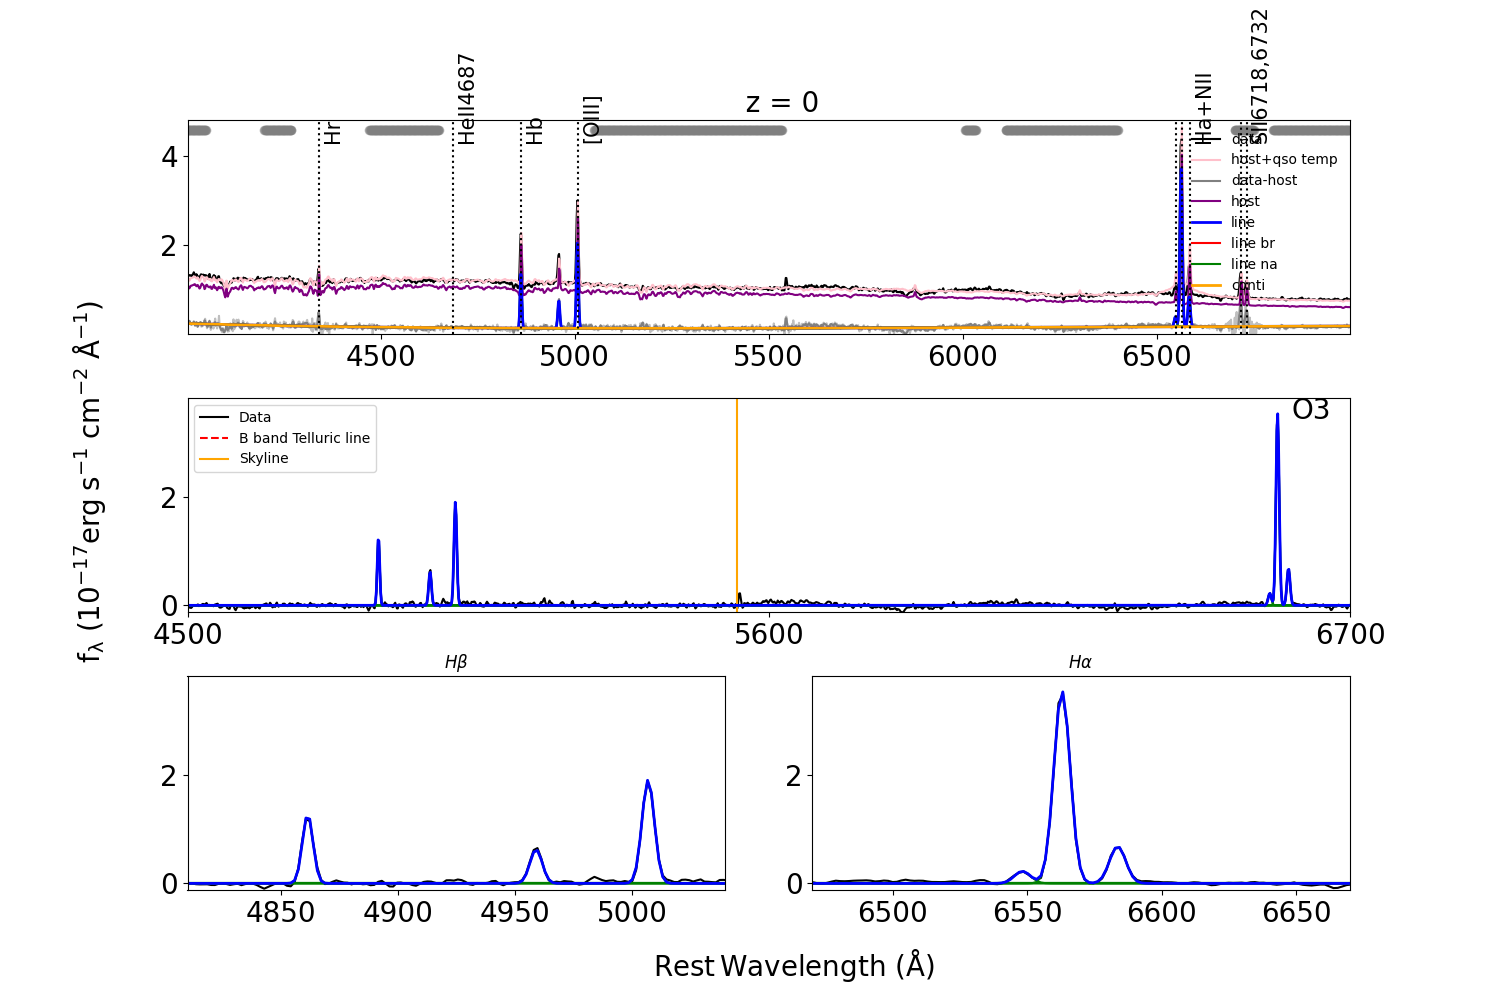 z = 0
Hr
HeII4687
Hb
[OIII]
Ha+NII
SII6718,6732
data
host+qso temp
data-host
host
line
line br
line na
conti
4
2
4500
5000
5500
6000
6500
Data
B band Telluric line
Skyline
O3
2
0
4500
5600
6700
f_λ (10^{-17}erg s^{-1} cm^{-2} Å^{-1})
Hβ
2
0
4850
4900
4950
5000
Hα
2
0
6500
6550
6600
6650
Rest Wavelength (Å)